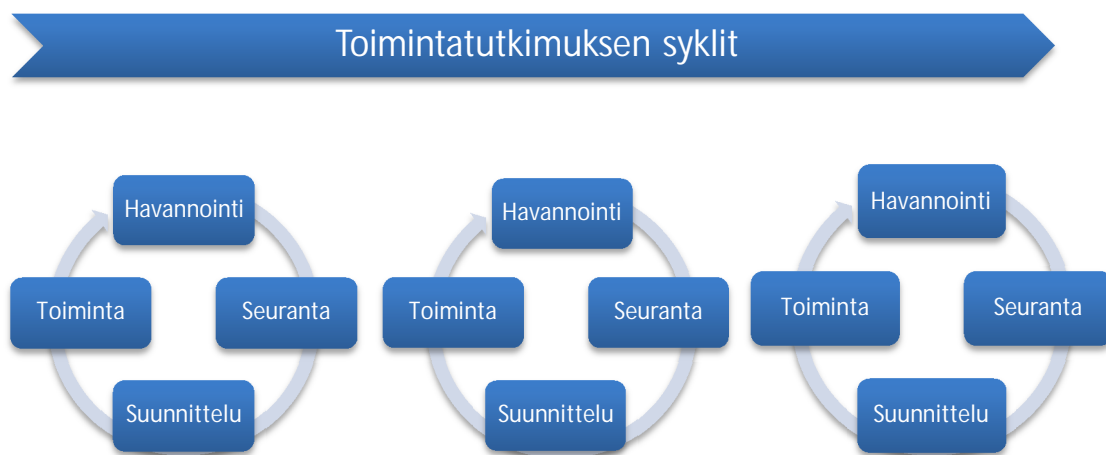 Toimintatutkimuksen syklit
Havannointi
Toiminta
Seuranta
Suunnittelu
Havannointi
Toiminta
Seuranta
Suunnittelu
Havannointi
Toiminta
Seuranta
Suunnittelu